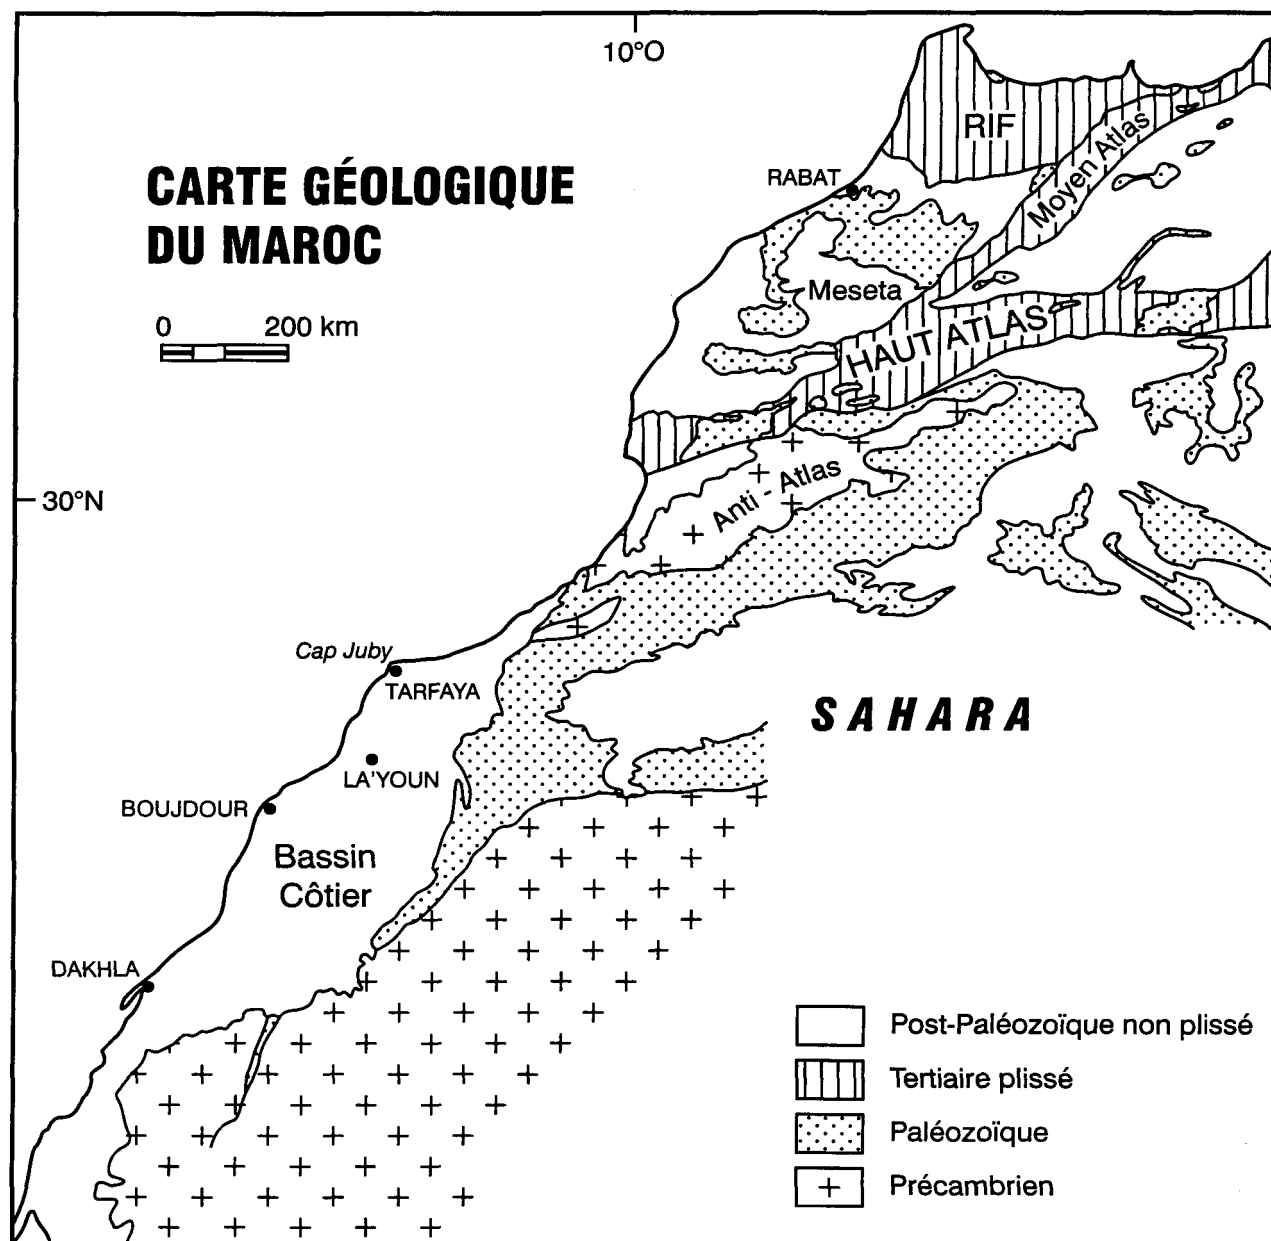 10°O
CARTE GÉOLOGIQUE
DU MAROC
0 200 km
RIF
Moyen Atlas
RABAT
Meseta
HAUT ATLAS
30°N
Anti - Atlas
Cap Juby
TARFAYA
SAHARA
LA'YOUN
BOUJDOUR
Bassin
Côtier
DAKHLA
Post-Paléozoïque non plissé
Tertiaire plissé
Paléozoïque
Précambrien